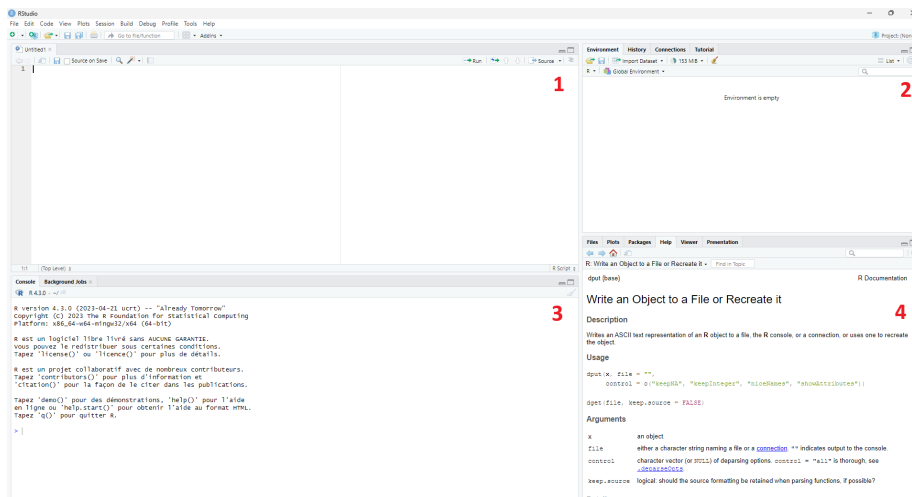 RStudio
File Edit Code View Plots Session Build Debug Profile Tools Help
Go to file/function Addins Project: (Non
Untitled1
Source on Save Run Source
1
1
1:1 (Top Level) R Script
Console Background Jobs
R 4.3.0 · ~/
3
R version 4.3.0 (2023-04-21 ucrt) -- "Already Tomorrow"
Copyright (C) 2023 The R Foundation for Statistical Computing
Platform: x86_64-w64-mingw32/x64 (64-bit)
R est un logiciel libre livré sans AUCUNE GARANTIE.
Vous pouvez le redistribuer sous certaines conditions.
Tapez 'license()' ou 'licence()' pour plus de détails.
R est un projet collaboratif avec de nombreux contributeurs.
Tapez 'contributors()' pour plus d'information et
'citation()' pour la façon de le citer dans les publications.
Tapez 'demo()' pour des démonstrations, 'help()' pour l'aide
en ligne ou 'help.start()' pour obtenir l'aide au format HTML.
Tapez 'q()' pour quitter R.
>
Environment History Connections Tutorial
Import Dataset 153 MiB List
R Global Environment
2
Environment is empty
Files Plots Packages Help Viewer Presentation
R: Write an Object to a File or Recreate it Find in Topic
dput {base} R Documentation
Write an Object to a File or Recreate it
4
Description
Writes an ASCII text representation of an R object to a file, the R console, or a connection, or uses one to recreate
the object.
Usage
dput(x, file = "",
control = c("keepNA", "keepInteger", "niceNames", "showAttributes"))
dget(file, keep.source = FALSE)
Arguments
x an object.
file either a character string naming a file or a connection. "" indicates output to the console.
control character vector (or NULL) of deparsing options. control = "all" is thorough, see
.deparseOpts.
keep.source logical: should the source formatting be retained when parsing functions, if possible?